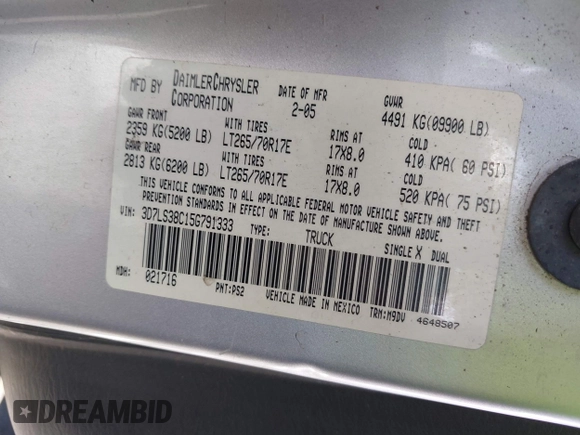 MFD BY DAIMLERCHRYSLER CORPORATION DATE OF MFR 2-05 GVWR 4491 KG(09900 LB)
GAWR FRONT WITH TIRES RIMS AT COLD
2359 KG(5200 LB) LT265/70R17E 17X8.0 410 KPA( 60 PSI)
GAWR REAR WITH TIRES RIMS AT COLD
2813 KG(6200 LB) LT265/70R17E 17X8.0 520 KPA( 75 PSI)
THIS VEHICLE CONFORMS TO ALL APPLICABLE FEDERAL MOTOR VEHICLE SAFETY AND THEFT
PREVENTION STANDARDS IN EFFECT ON THE DATE OF MANUFACTURE SHOWN ABOVE.
VIN: 3D7LS38C15G791333 TYPE: TRUCK SINGLE X DUAL
MDH: 021716 PNT:PS2 VEHICLE MADE IN MEXICO TRM:M9DV 4648507
DREAMBID